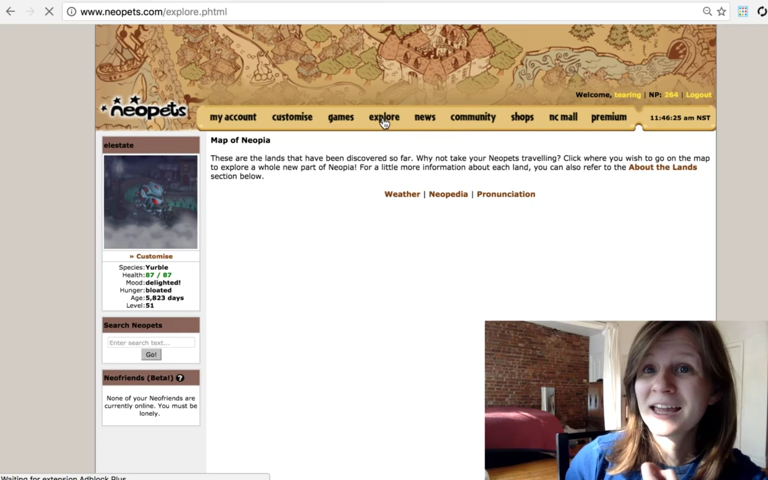 www.neopets.com/explore.phtml
Welcome, tearing | NP: 264 | Logout
neopets
my account customise games explore news community shops nc mall premium 11:46:25 am NST
elestate
» Customise
Species: Yurble
Health: 87 / 87
Mood: delighted!
Hunger: bloated
Age: 5,823 days
Level: 51
Search Neopets
Enter search text...
Go!
Neofriends (Beta!) ?
None of your Neofriends are
currently online. You must be
lonely.
Map of Neopia
These are the lands that have been discovered so far. Why not take your Neopets travelling? Click where you wish to go on the map
to explore a whole new part of Neopia! For a little more information about each land, you can also refer to the About the Lands
section below.
Weather | Neopedia | Pronunciation
Waiting for extension Adblock Plus